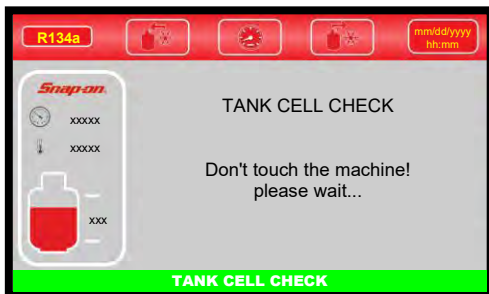 R134a
mm/dd/yyyy
hh:mm
Snap-on
xxxxx
xxxxx
xxx
TANK CELL CHECK
Don't touch the machine!
please wait...
TANK CELL CHECK